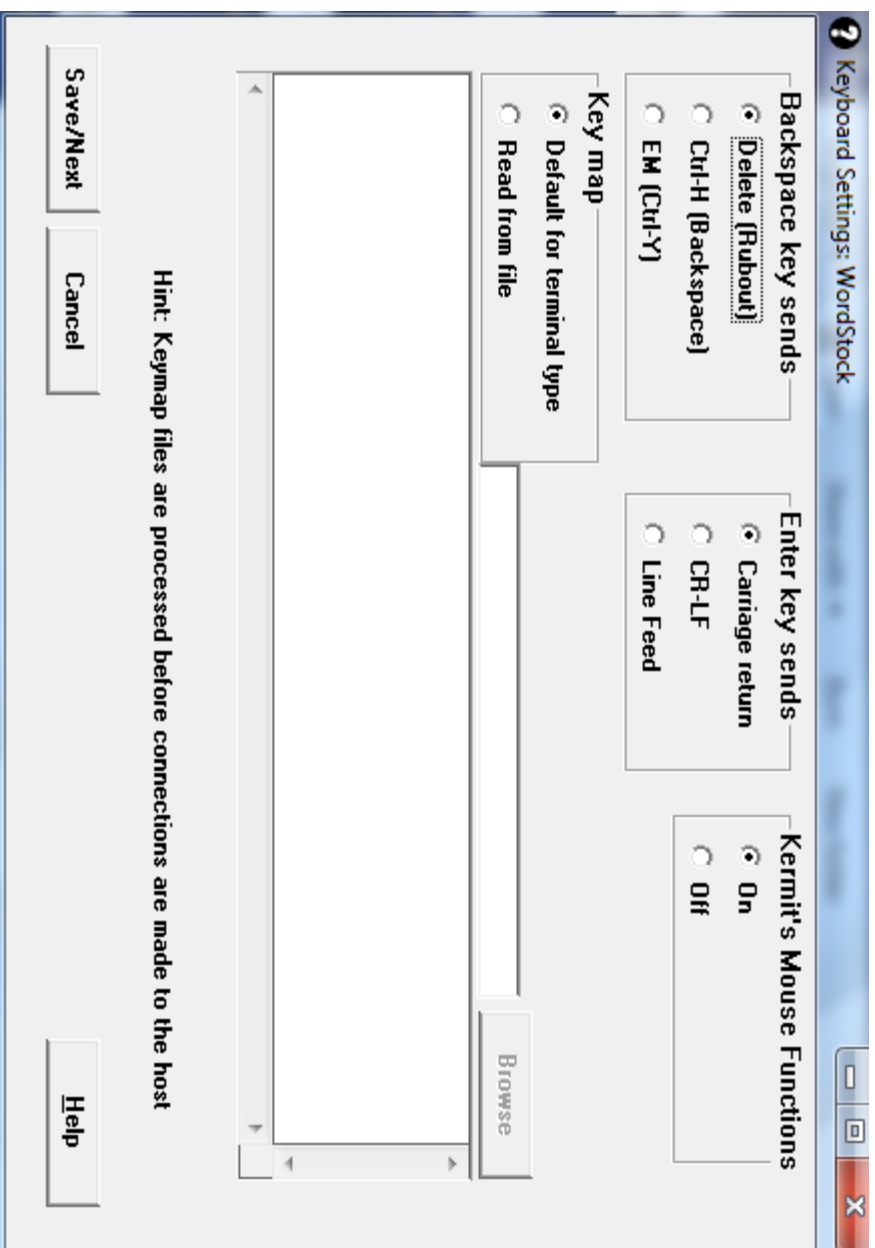 Keyboard Settings: WordStock
Backspace key sends
Delete (Rubout)
Ctrl-H (Backspace)
EM (Ctrl-Y)
Enter key sends
Carriage return
CR-LF
Line Feed
Kermit's Mouse Functions
On
Off
Key map
Default for terminal type
Read from file
Browse
Hint: Keymap files are processed before connections are made to the host
Save/Next
Cancel
Help